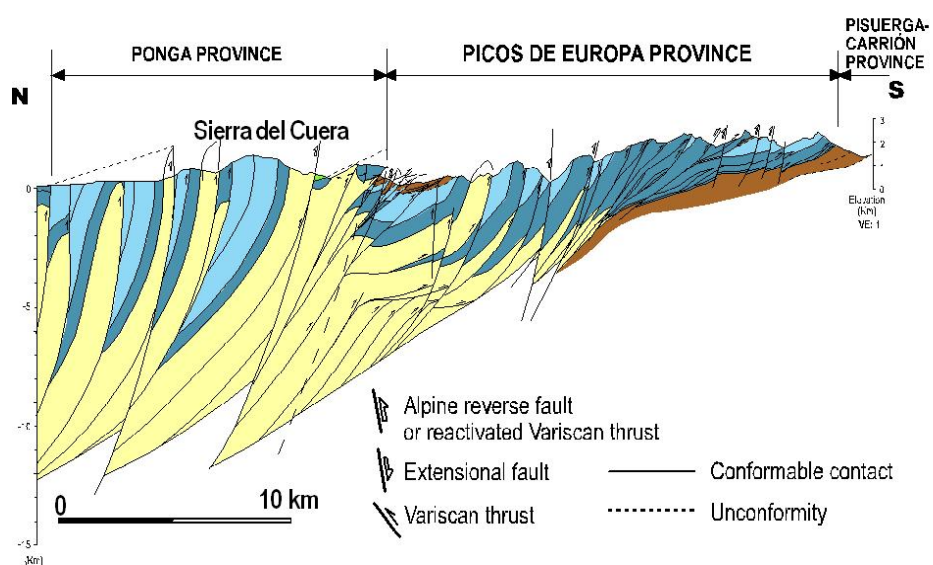 PISUERGA-
CARRIÓN
PROVINCE
PONGA PROVINCE
PICOS DE EUROPA PROVINCE
N
S
Sierra del Cuera
3
2
1
0
Elevation
(Km)
VE: 1
0
-5
-10
-15
(Km)
0
10 km
Alpine reverse fault
or reactivated Variscan thrust
Extensional fault
Variscan thrust
Conformable contact
Unconformity